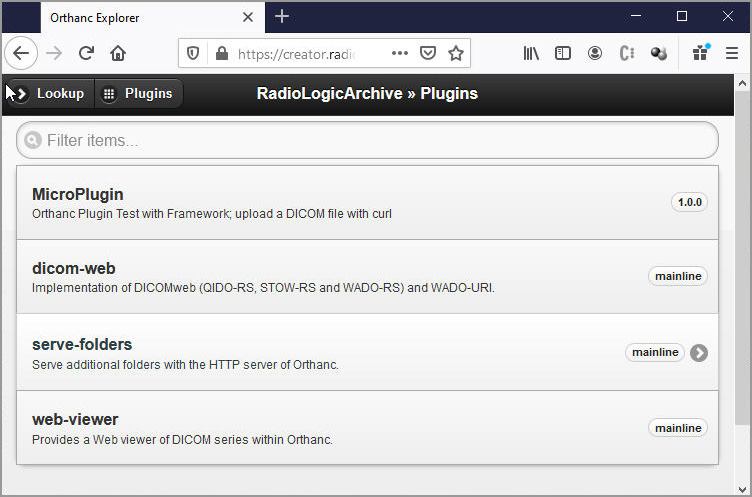 Orthanc Explorer
https://creator.radi
Lookup
Plugins
RadioLogicArchive » Plugins
Filter items...
MicroPlugin
Orthanc Plugin Test with Framework; upload a DICOM file with curl
1.0.0
dicom-web
Implementation of DICOMweb (QIDO-RS, STOW-RS and WADO-RS) and WADO-URI.
mainline
serve-folders
Serve additional folders with the HTTP server of Orthanc.
mainline
web-viewer
Provides a Web viewer of DICOM series within Orthanc.
mainline